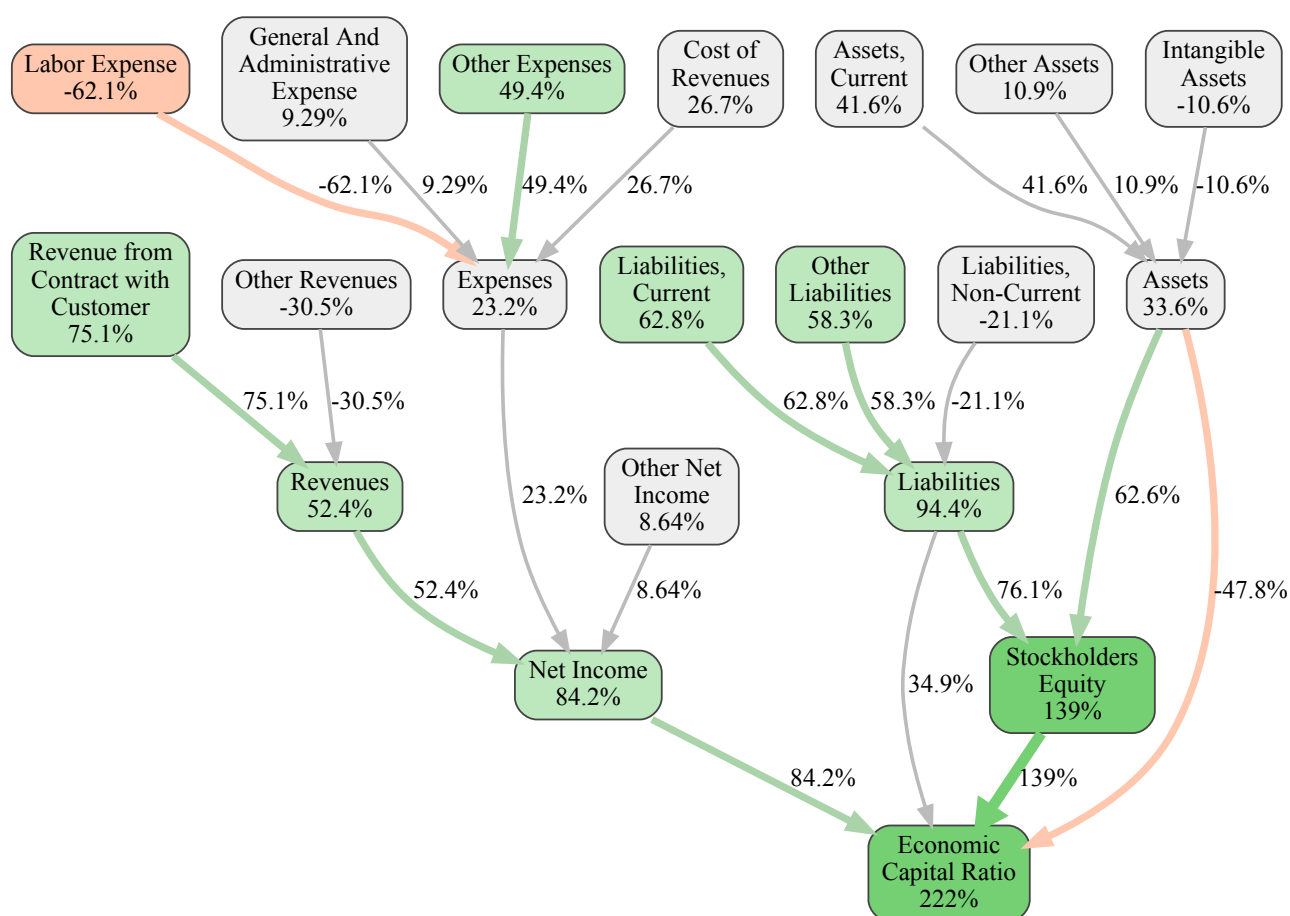 Labor Expense
-62.1%
General And
Administrative
Expense
9.29%
Other Expenses
49.4%
Cost of
Revenues
26.7%
Assets,
Current
41.6%
Other Assets
10.9%
Intangible
Assets
-10.6%
-62.1%
9.29%
49.4%
26.7%
41.6%
10.9%
-10.6%
Revenue from
Contract with
Customer
75.1%
Other Revenues
-30.5%
Expenses
23.2%
Liabilities,
Current
62.8%
Other
Liabilities
58.3%
Liabilities,
Non-Current
-21.1%
Assets
33.6%
75.1%
-30.5%
62.8%
58.3%
-21.1%
Revenues
52.4%
23.2%
Other Net
Income
8.64%
Liabilities
94.4%
62.6%
52.4%
8.64%
76.1%
-47.8%
Net Income
84.2%
34.9%
Stockholders
Equity
139%
84.2%
139%
Economic
Capital Ratio
222%